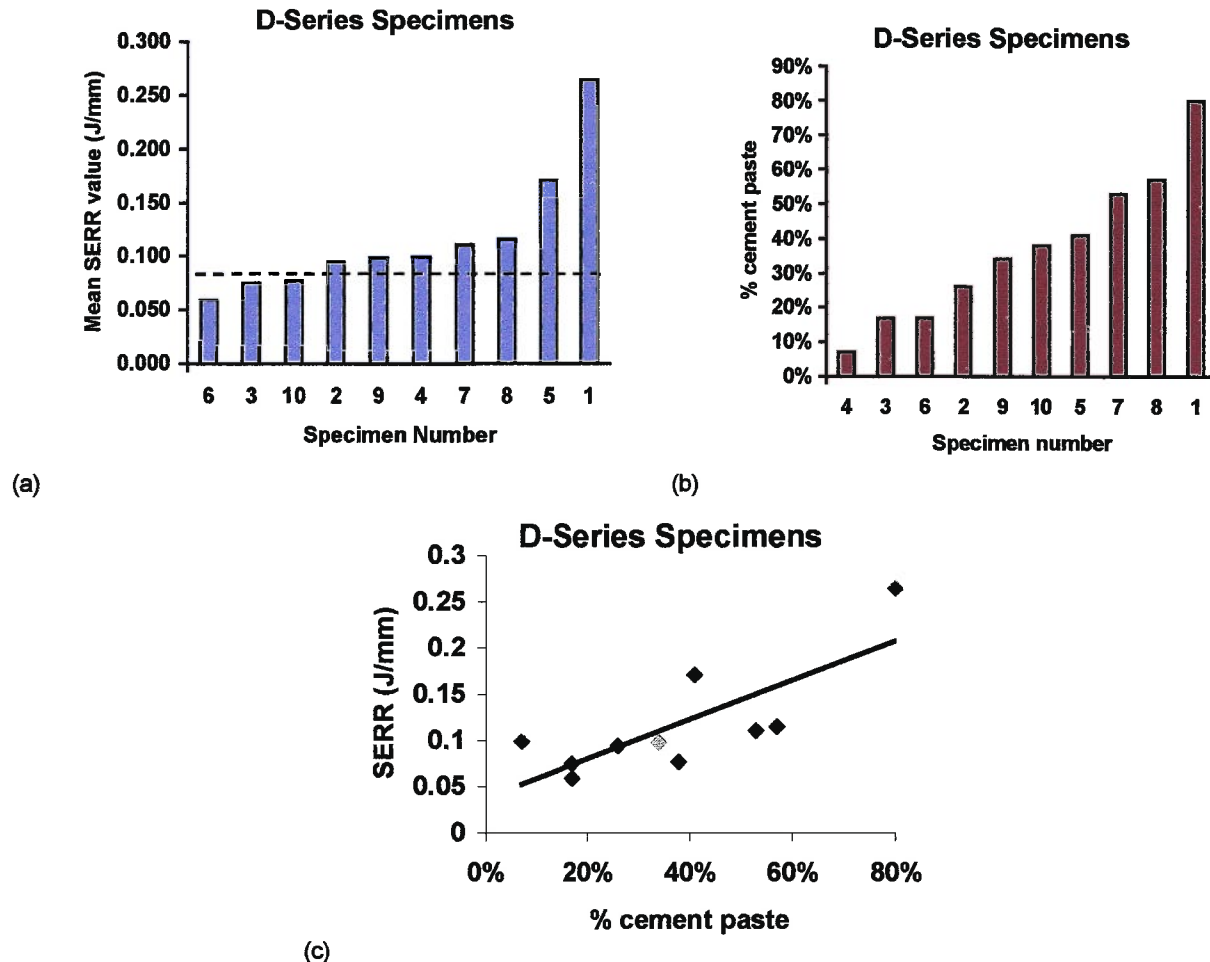 D-Series Specimens
0.300
0.250
0.200
0.150
0.100
0.050
0.000
Mean SERR value (J/mm)
6 3 10 2 9 4 7 8 5 1
Specimen Number
(a)
D-Series Specimens
90%
80%
70%
60%
50%
40%
30%
20%
10%
0%
% cement paste
4 3 6 2 9 10 5 7 8 1
Specimen number
(b)
D-Series Specimens
0.3
0.25
0.2
0.15
0.1
0.05
0
SERR (J/mm)
0% 20% 40% 60% 80%
% cement paste
(c)